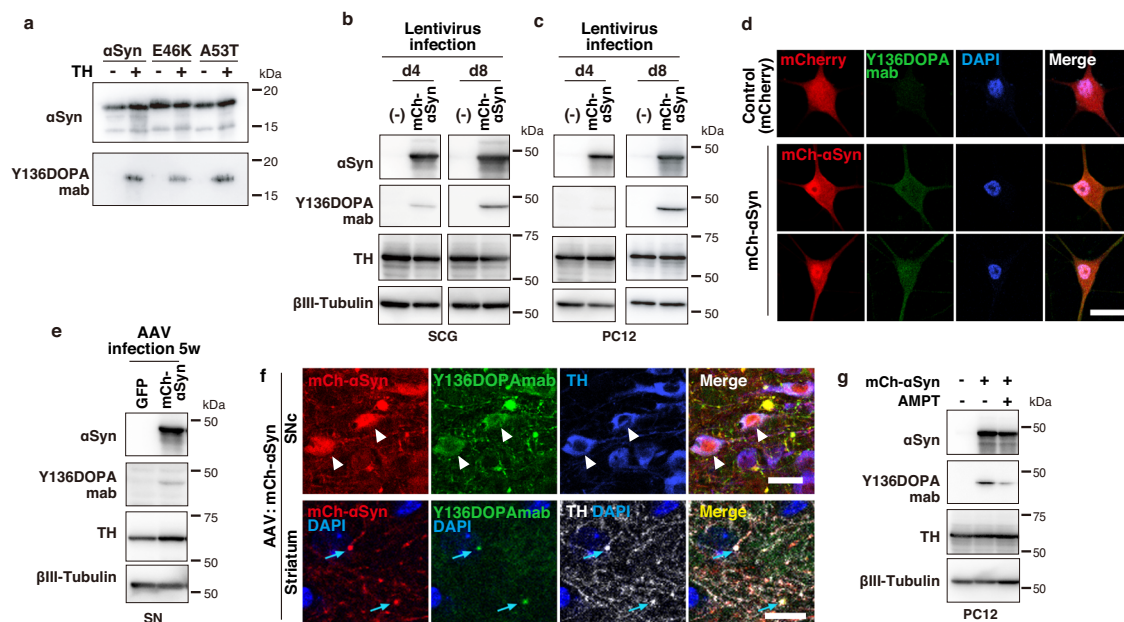 a
αSyn E46K A53T
TH - + - + - +
kDa
αSyn
20
15
Y136DOPA
mab
20
15
b
Lentivirus
infection
d4 d8
(-) mCh-αSyn (-) mCh-αSyn
kDa
αSyn
50
Y136DOPA
mab
50
TH
75
50
βIII-Tubulin
50
SCG
c
Lentivirus
infection
d4 d8
(-) mCh-αSyn (-) mCh-αSyn
kDa
50
50
75
50
50
PC12
d
Control
(mCherry)
mCherry
Y136DOPA
mab
DAPI
Merge
mCh-αSyn
mCh-αSyn
e
AAV
infection 5w
GFP
mCh-αSyn
kDa
αSyn
50
Y136DOPA
mab
50
TH
75
50
βIII-Tubulin
50
SN
f
AAV: mCh-αSyn
SNc
mCh-αSyn
Y136DOPAmab
TH
Merge
Striatum
mCh-αSyn
DAPI
Y136DOPAmab
DAPI
TH DAPI
Merge
g
mCh-αSyn - + +
AMPT - - +
kDa
αSyn
50
Y136DOPA
mab
50
TH
75
50
βIII-Tubulin
50
PC12